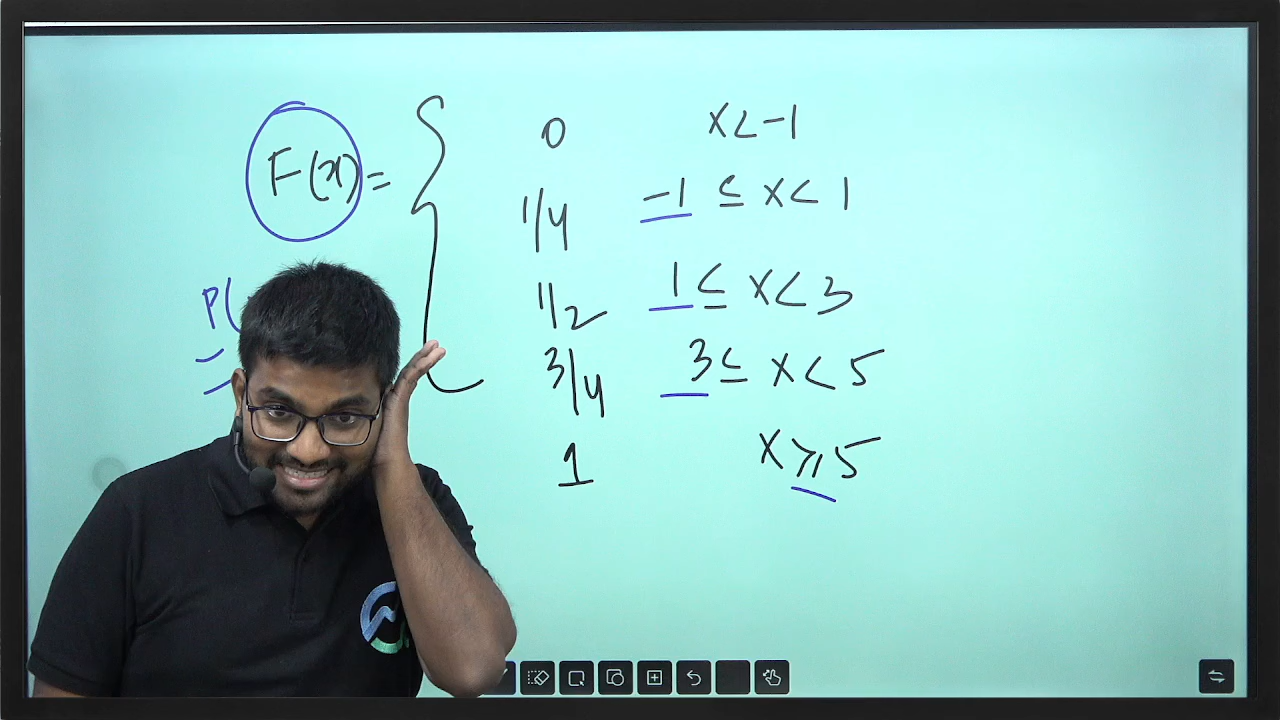 F(x) = { 0 x < -1
1/4 -1 ≤ x < 1
1/2 1 ≤ x < 3
3/4 3 ≤ x < 5
1 x ≥ 5
P(